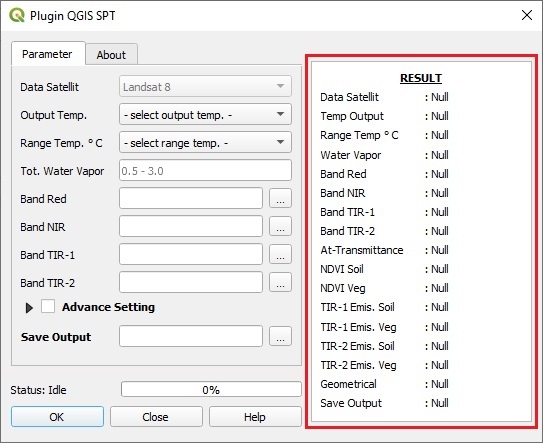 Plugin QGIS SPT
Parameter
About
Data Satellit
Landsat 8
Output Temp.
- select output temp. -
Range Temp. ° C
- select range temp. -
Tot. Water Vapor
0.5 - 3.0
Band Red
...
Band NIR
...
Band TIR-1
...
Band TIR-2
...
Advance Setting
Save Output
...
Status: Idle
0%
OK
Close
Help
RESULT
Data Satellit : Null
Temp Output : Null
Range Temp ° C : Null
Water Vapor : Null
Band Red : Null
Band NIR : Null
Band TIR-1 : Null
Band TIR-2 : Null
At-Transmittance : Null
NDVI Soil : Null
NDVI Veg : Null
TIR-1 Emis. Soil : Null
TIR-1 Emis. Veg : Null
TIR-2 Emis. Soil : Null
TIR-2 Emis. Veg : Null
Geometrical : Null
Save Output : Null